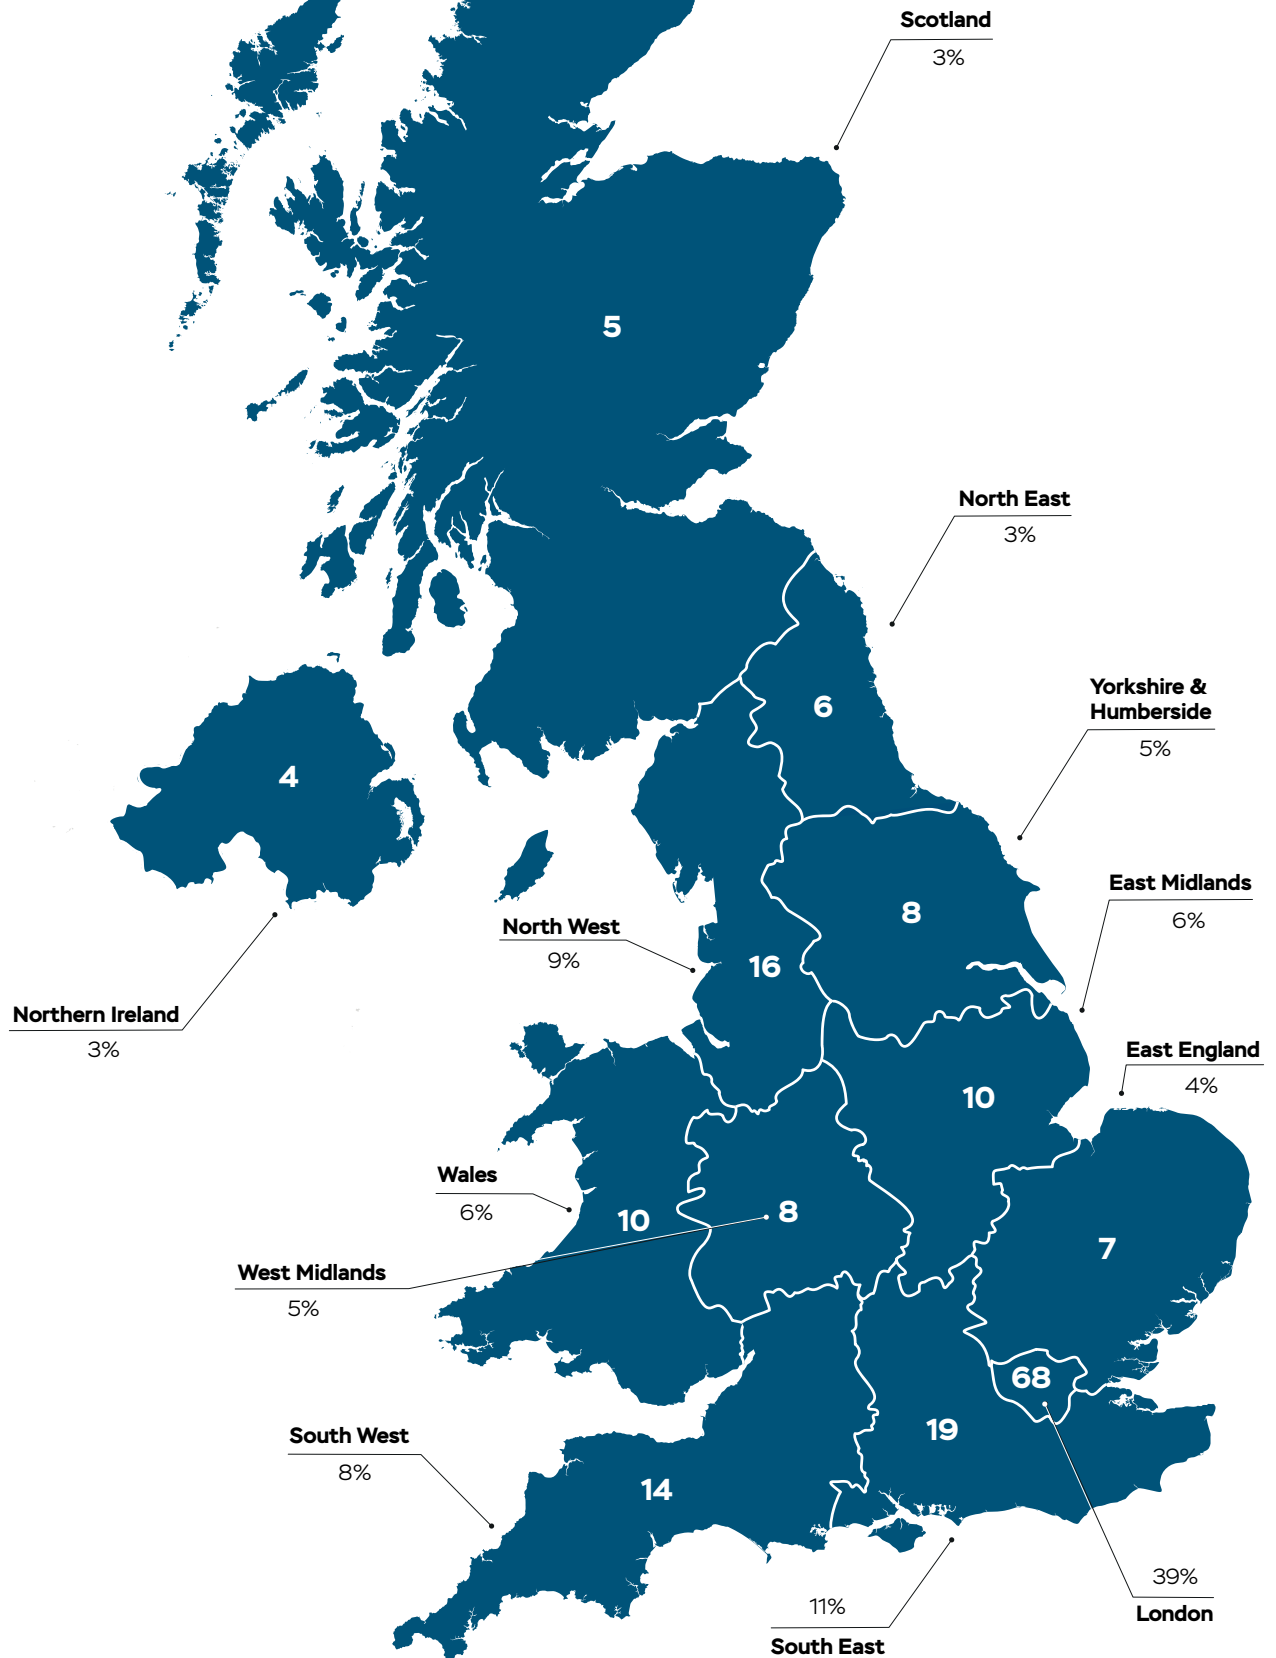 Scotland
3%
5
North East
3%
Yorkshire &
Humberside
5%
6
4
East Midlands
6%
8
North West
9%
16
Northern Ireland
3%
East England
4%
10
Wales
6%
10
8
7
West Midlands
5%
68
South West
8%
19
14
39%
London
11%
South East